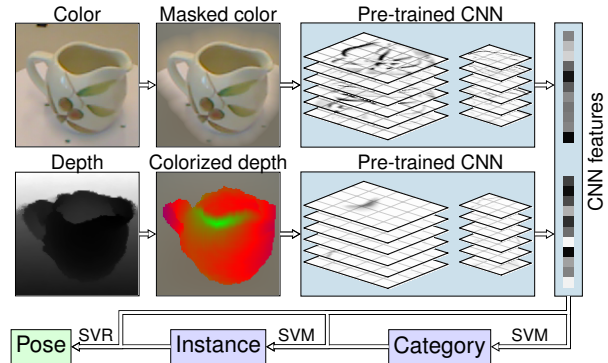 Color
Masked color
Pre-trained CNN
Depth
Colorized depth
Pre-trained CNN
CNN features
Pose
SVR
Instance
SVM
Category
SVM